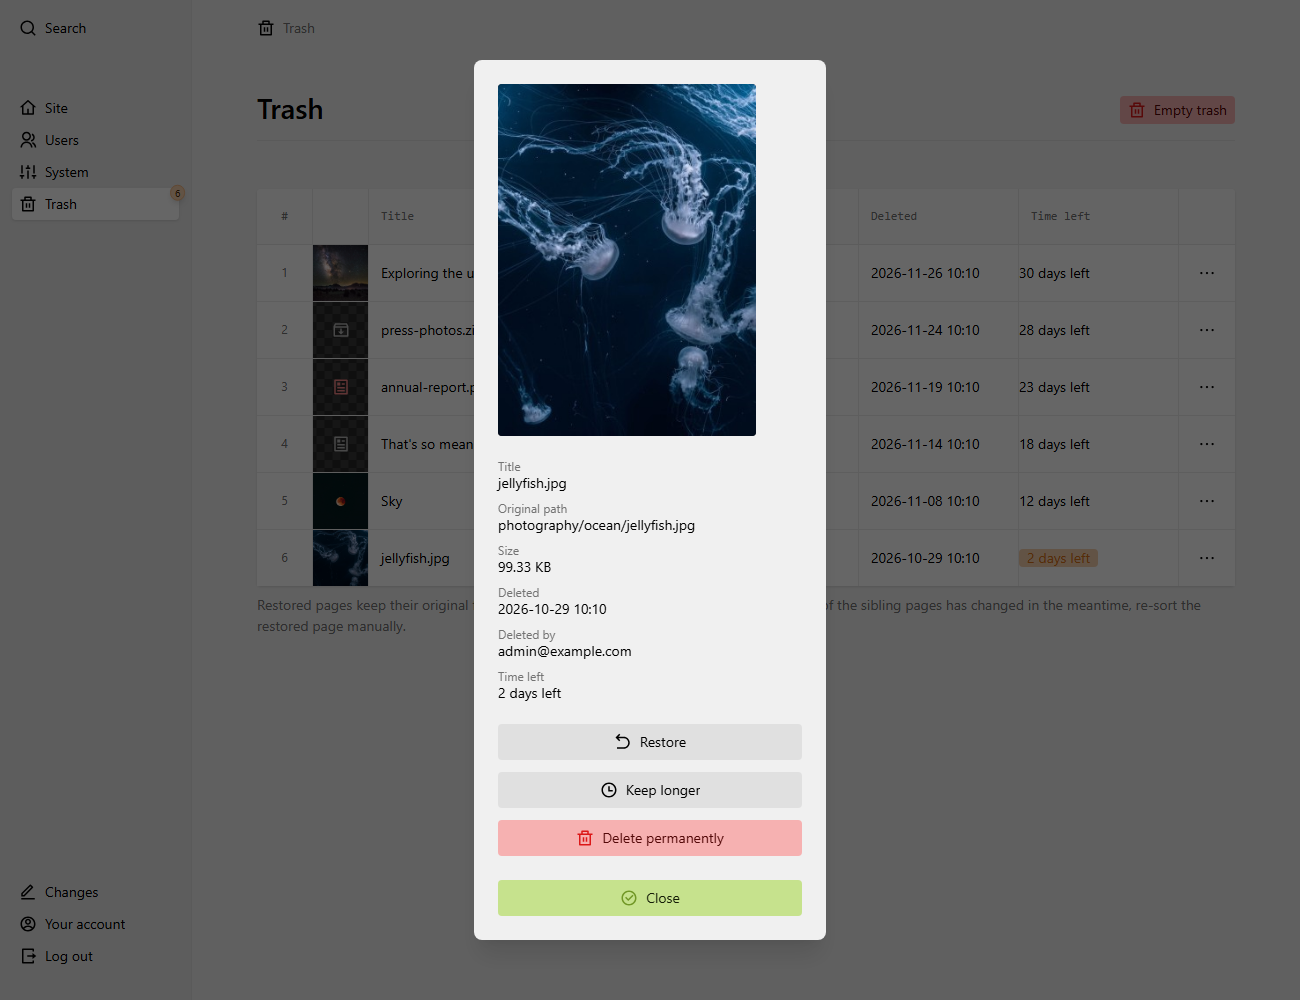 Search
Trash
Site
Users
System
Trash
6
Changes
Your account
Log out
Trash
Empty trash
# Title Deleted Time left
1 Exploring the u 2026-11-26 10:10 30 days left
2 press-photos.zi 2026-11-24 10:10 28 days left
3 annual-report.p 2026-11-19 10:10 23 days left
4 That's so mean 2026-11-14 10:10 18 days left
5 Sky 2026-11-08 10:10 12 days left
6 jellyfish.jpg 2026-10-29 10:10 2 days left
Restored pages keep their original of the sibling pages has changed in the meantime, re-sort the
restored page manually.
Title
jellyfish.jpg
Original path
photography/ocean/jellyfish.jpg
Size
99.33 KB
Deleted
2026-10-29 10:10
Deleted by
admin@example.com
Time left
2 days left
Restore
Keep longer
Delete permanently
Close